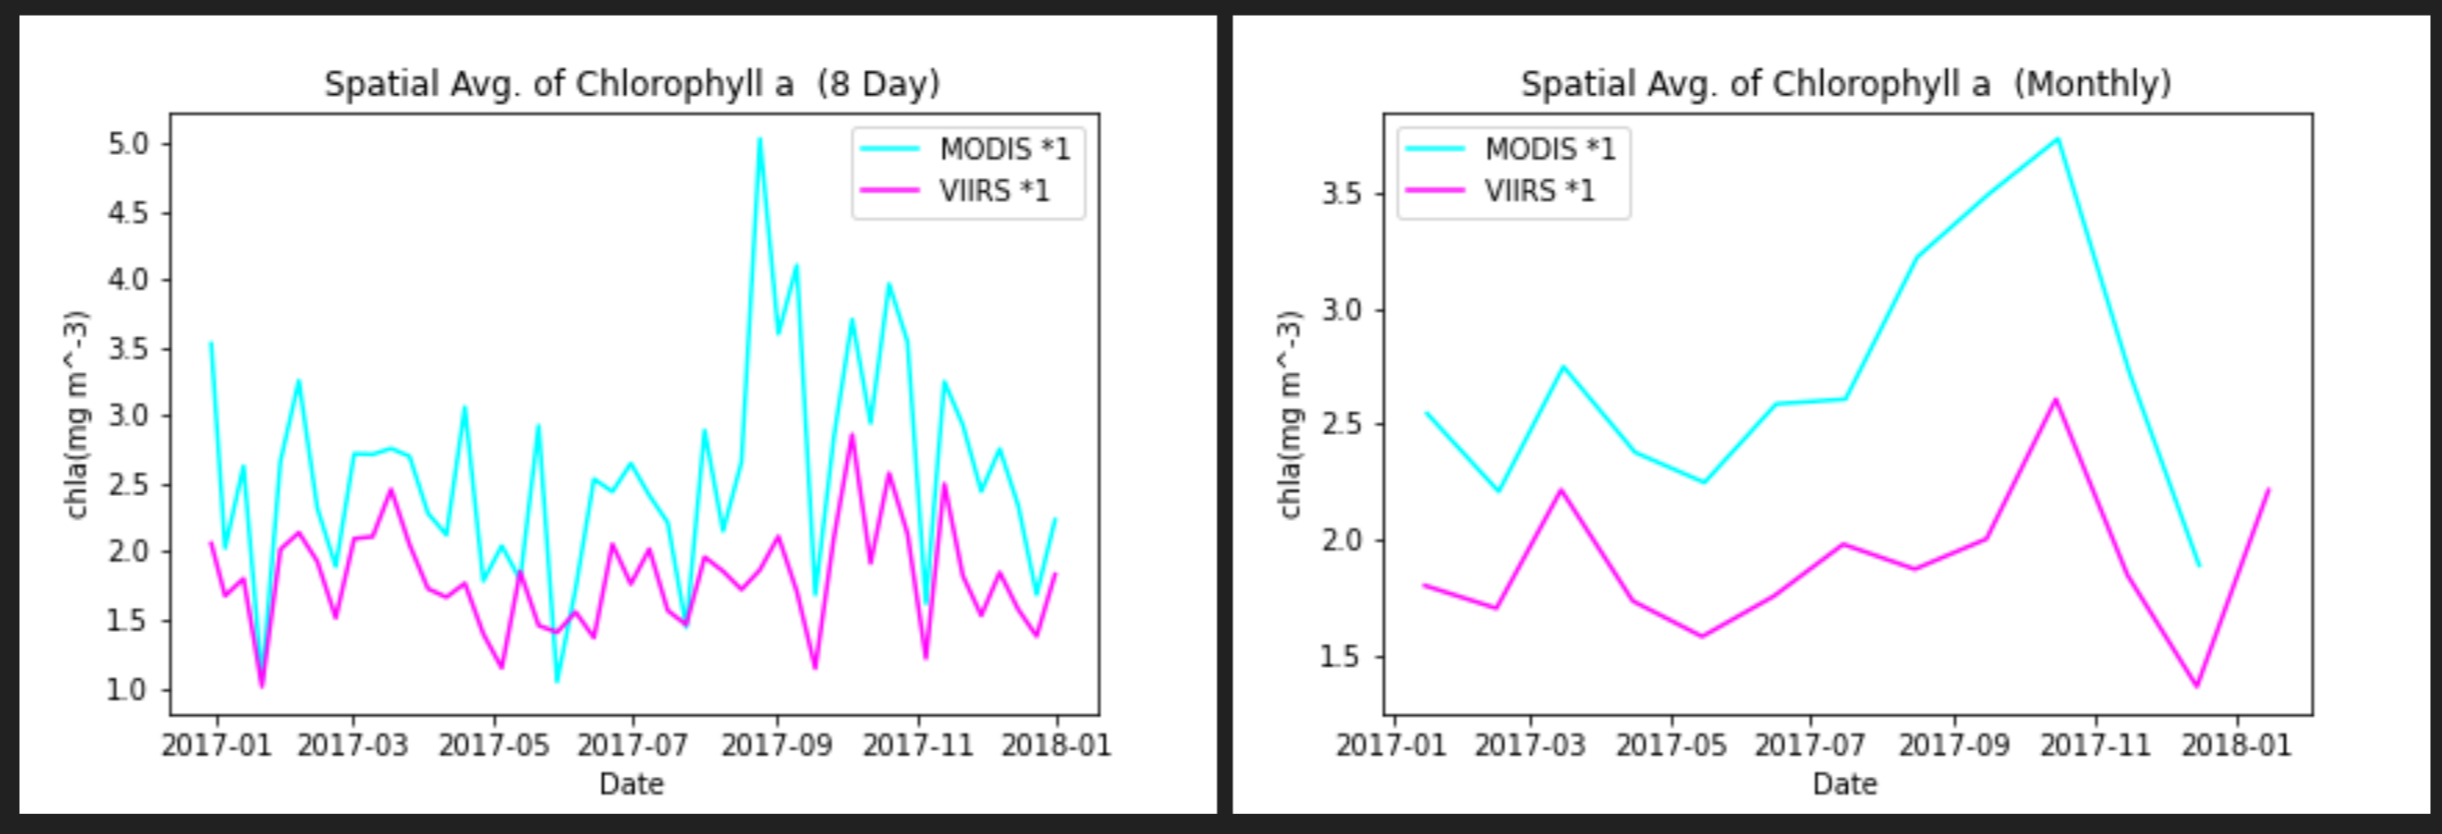 Spatial Avg. of Chlorophyll a  (8 Day)
MODIS *1
VIIRS *1
5.0
4.5
4.0
3.5
3.0
2.5
2.0
1.5
1.0
chla(mg m^-3)
2017-01 2017-03 2017-05 2017-07 2017-09 2017-11 2018-01
Date
Spatial Avg. of Chlorophyll a  (Monthly)
MODIS *1
VIIRS *1
3.5
3.0
2.5
2.0
1.5
chla(mg m^-3)
2017-01 2017-03 2017-05 2017-07 2017-09 2017-11 2018-01
Date